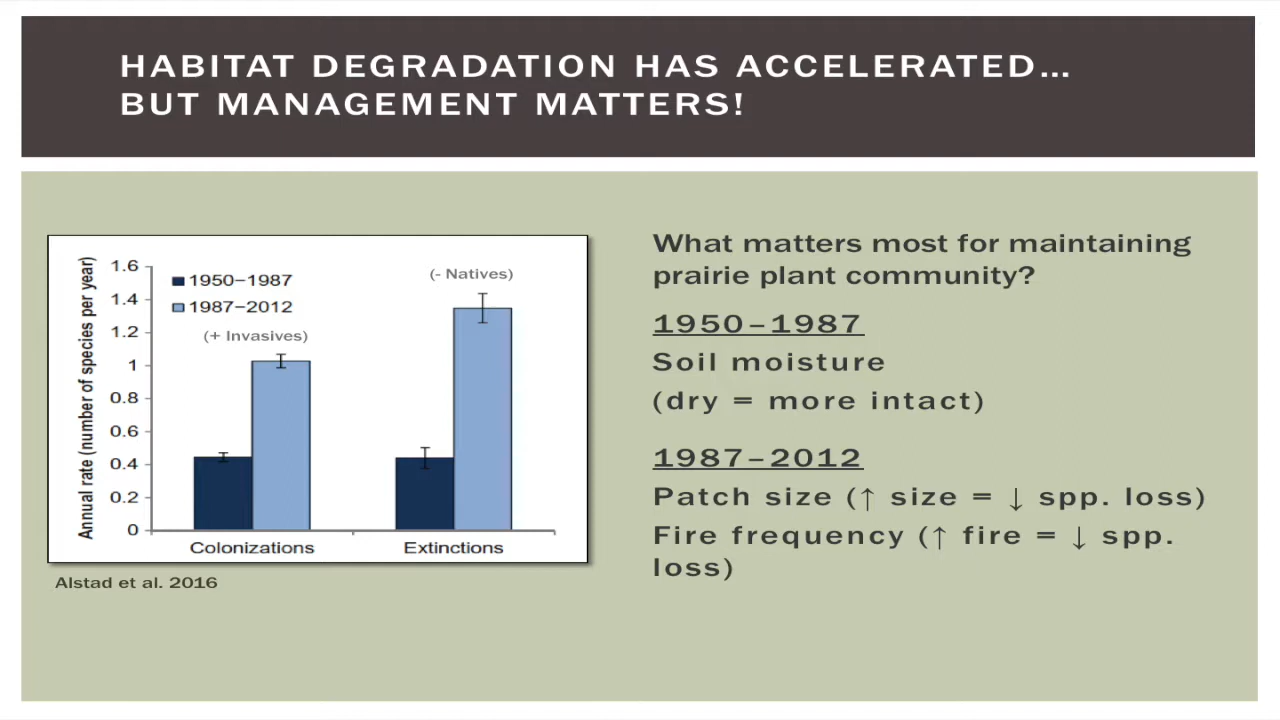 HABITAT DEGRADATION HAS ACCELERATED…
BUT MANAGEMENT MATTERS!
Annual rate (number of species per year)
1.6
1.4
1.2
1
0.8
0.6
0.4
0.2
0
1950–1987
1987–2012
(+ Invasives)
(- Natives)
Colonizations
Extinctions
Alstad et al. 2016
What matters most for maintaining
prairie plant community?
1950–1987
Soil moisture
(dry = more intact)
1987–2012
Patch size (↑ size = ↓ spp. loss)
Fire frequency (↑ fire = ↓ spp.
loss)